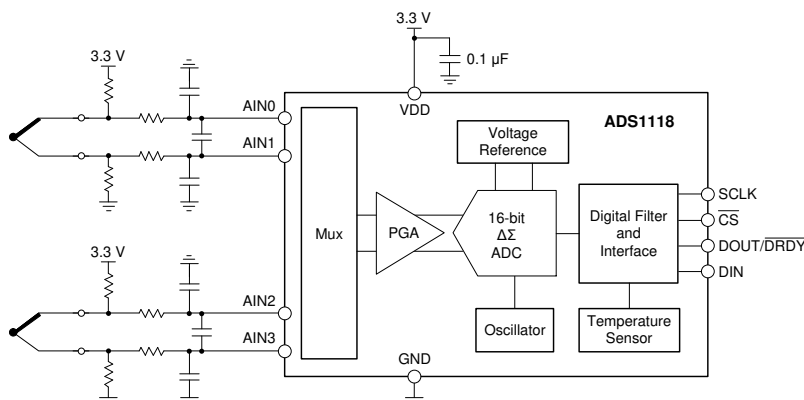 3.3 V
0.1 µF
3.3 V
VDD
ADS1118
AIN0
AIN1
Voltage
Reference
Mux
PGA
16-bit
ΔΣ
ADC
Digital Filter
and
Interface
SCLK
CS
DOUT/DRDY
DIN
3.3 V
AIN2
AIN3
Oscillator
Temperature
Sensor
GND